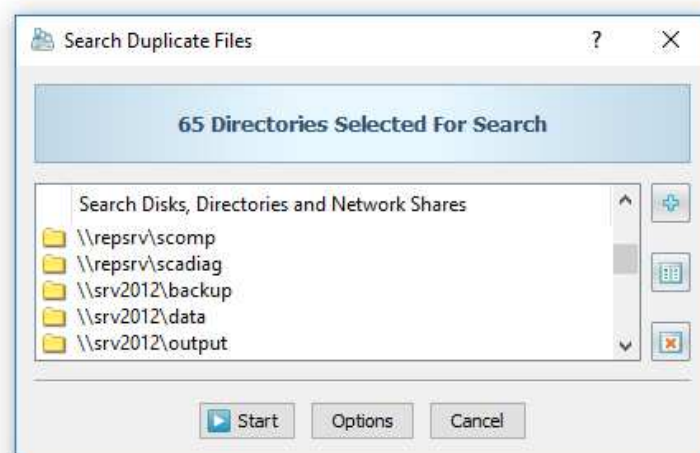 Search Duplicate Files ?
65 Directories Selected For Search
Search Disks, Directories and Network Shares
\\repsrv\scomp
\\repsrv\scadiag
\\srv2012\backup
\\srv2012\data
\\srv2012\output
Start Options Cancel